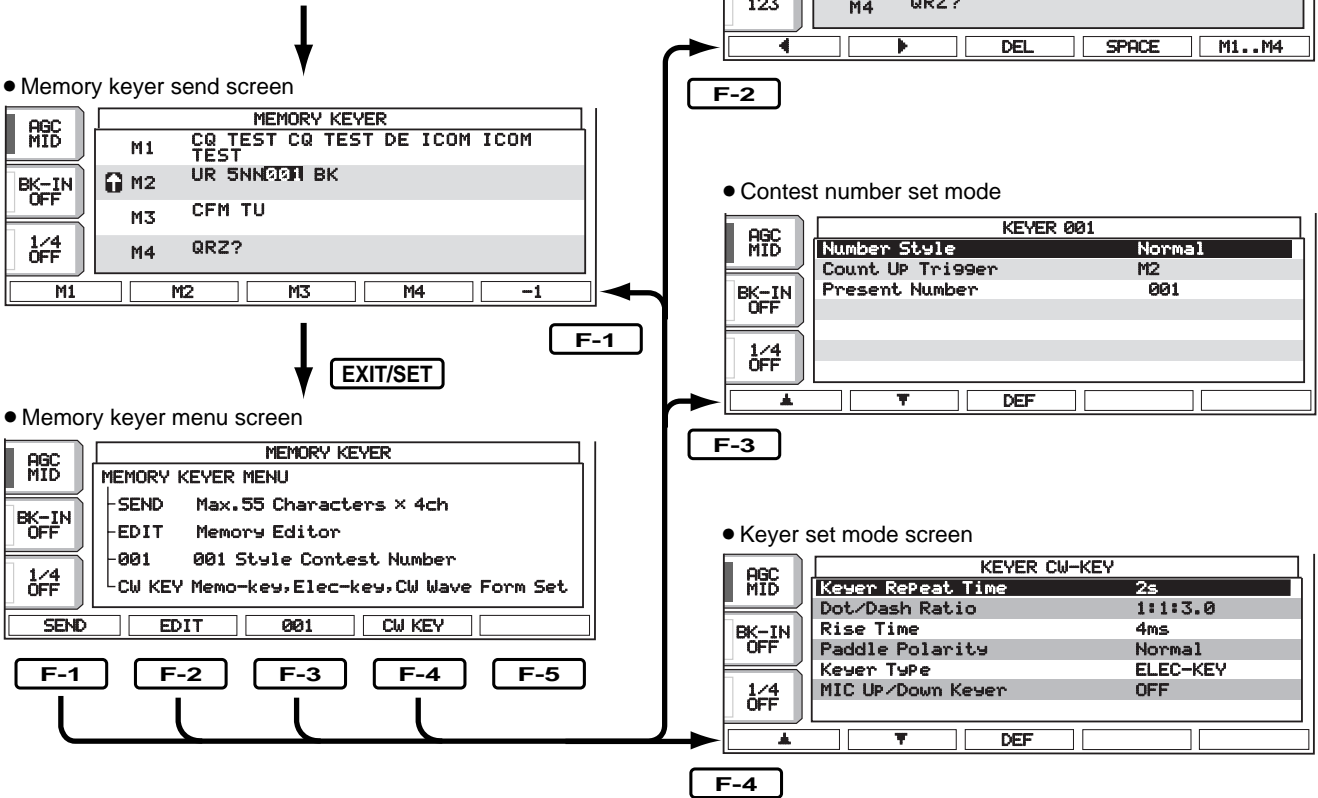 ● Memory keyer send screen
AGC MID
BK-IN OFF
1/4 OFF
MEMORY KEYER
M1 CQ TEST CQ TEST DE ICOM ICOM
TEST
M2 UR 5NN001 BK
M3 CFM TU
M4 QRZ?
M1 M2 M3 M4 -1
F-1
EXIT/SET
● Memory keyer menu screen
AGC MID
BK-IN OFF
1/4 OFF
MEMORY KEYER
MEMORY KEYER MENU
SEND Max.55 Characters × 4ch
EDIT Memory Editor
001 001 Style Contest Number
CW KEY Memo-key,Elec-key,CW Wave Form Set
SEND EDIT 001 CW KEY
F-1 F-2 F-3 F-4 F-5
123
M4 QRZ?
◀ ▶ DEL SPACE M1..M4
F-2
● Contest number set mode
AGC MID
BK-IN OFF
1/4 OFF
KEYER 001
Number Style Normal
Count Up Trigger M2
Present Number 001
▲ ▼ DEF
F-3
● Keyer set mode screen
AGC MID
BK-IN OFF
1/4 OFF
KEYER CW-KEY
Keyer Repeat Time 2s
Dot/Dash Ratio 1:1:3.0
Rise Time 4ms
Paddle Polarity Normal
Keyer Type ELEC-KEY
MIC Up/Down Keyer OFF
▲ ▼ DEF
F-4